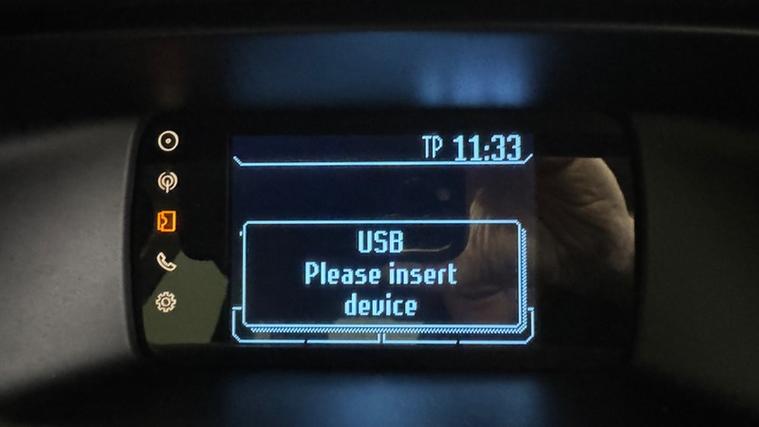 TP 11:33
USB
Please insert
device